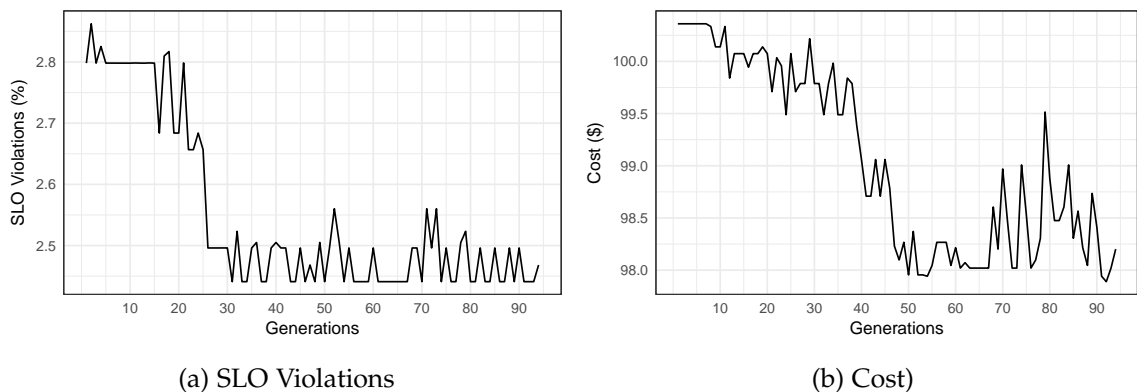 2.8
2.7
2.6
2.5
SLO Violations (%)
10 20 30 40 50 60 70 80 90
Generations
(a) SLO Violations
100.0
99.5
99.0
98.5
98.0
Cost ($)
10 20 30 40 50 60 70 80 90
Generations
(b) Cost)